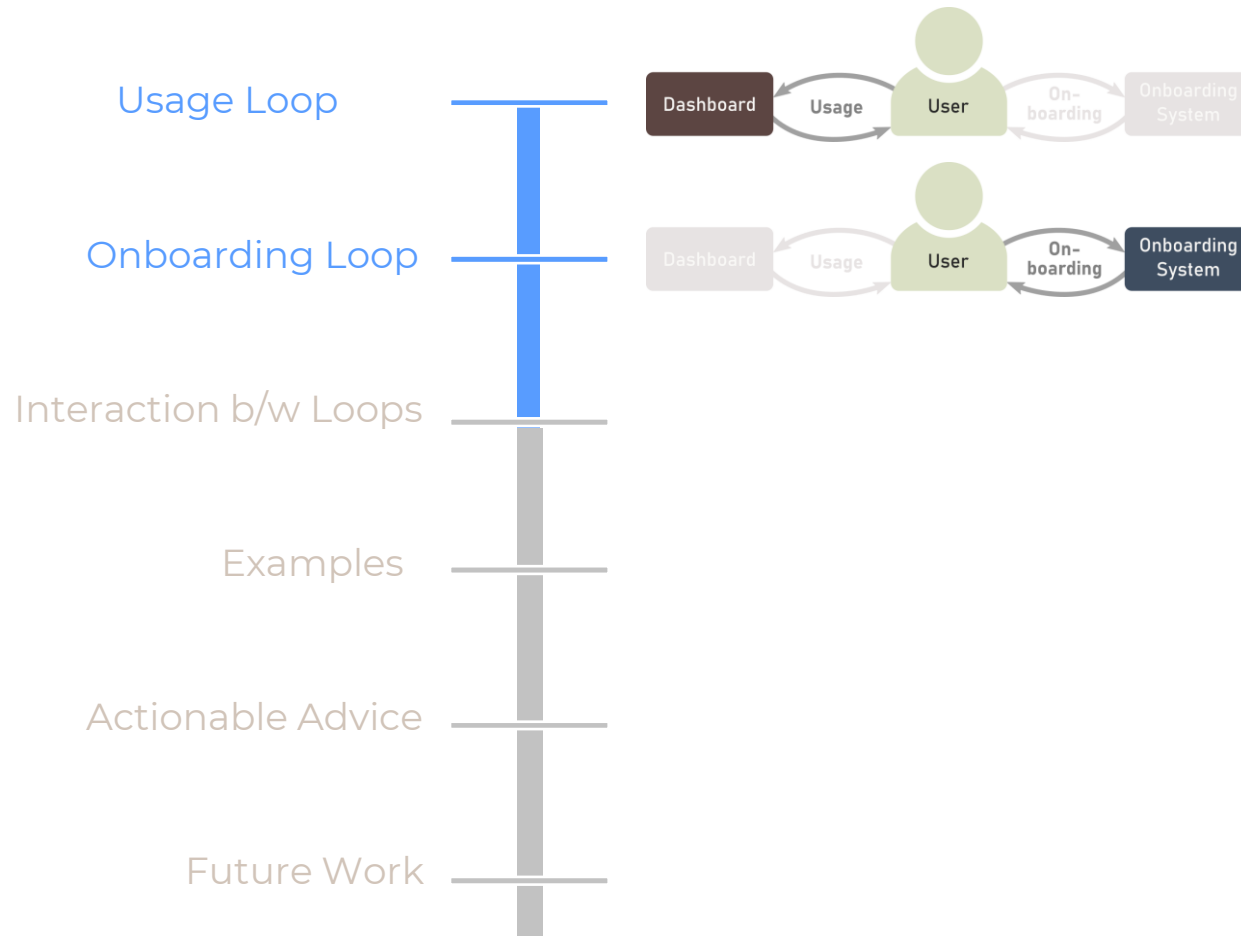 Usage Loop
Dashboard
Usage
User
On-
boarding
Onboarding
System
Onboarding Loop
Dashboard
Usage
User
On-
boarding
Onboarding
System
Interaction b/w Loops
Examples
Actionable Advice
Future Work